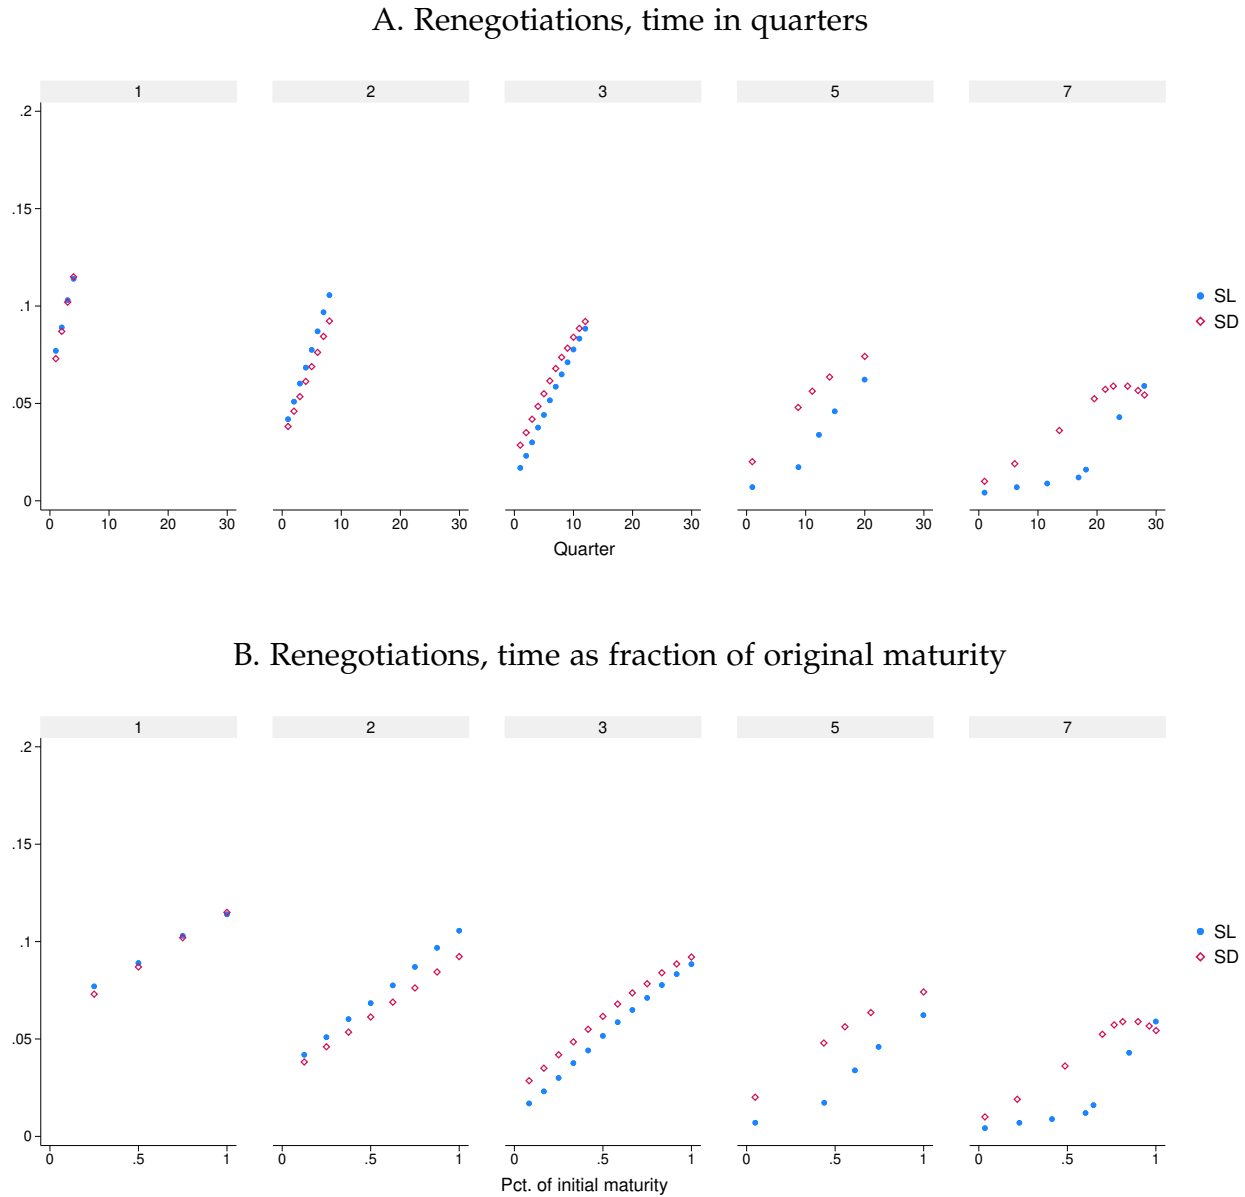 A. Renegotiations, time in quarters
1 2 3 5 7
.2
.15
.1
.05
0
SL
SD
0 10 20 30 0 10 20 30 0 10 20 30 0 10 20 30 0 10 20 30
Quarter
B. Renegotiations, time as fraction of original maturity
1 2 3 5 7
.2
.15
.1
.05
0
SL
SD
0 .5 1 0 .5 1 0 .5 1 0 .5 1 0 .5 1
Pct. of initial maturity